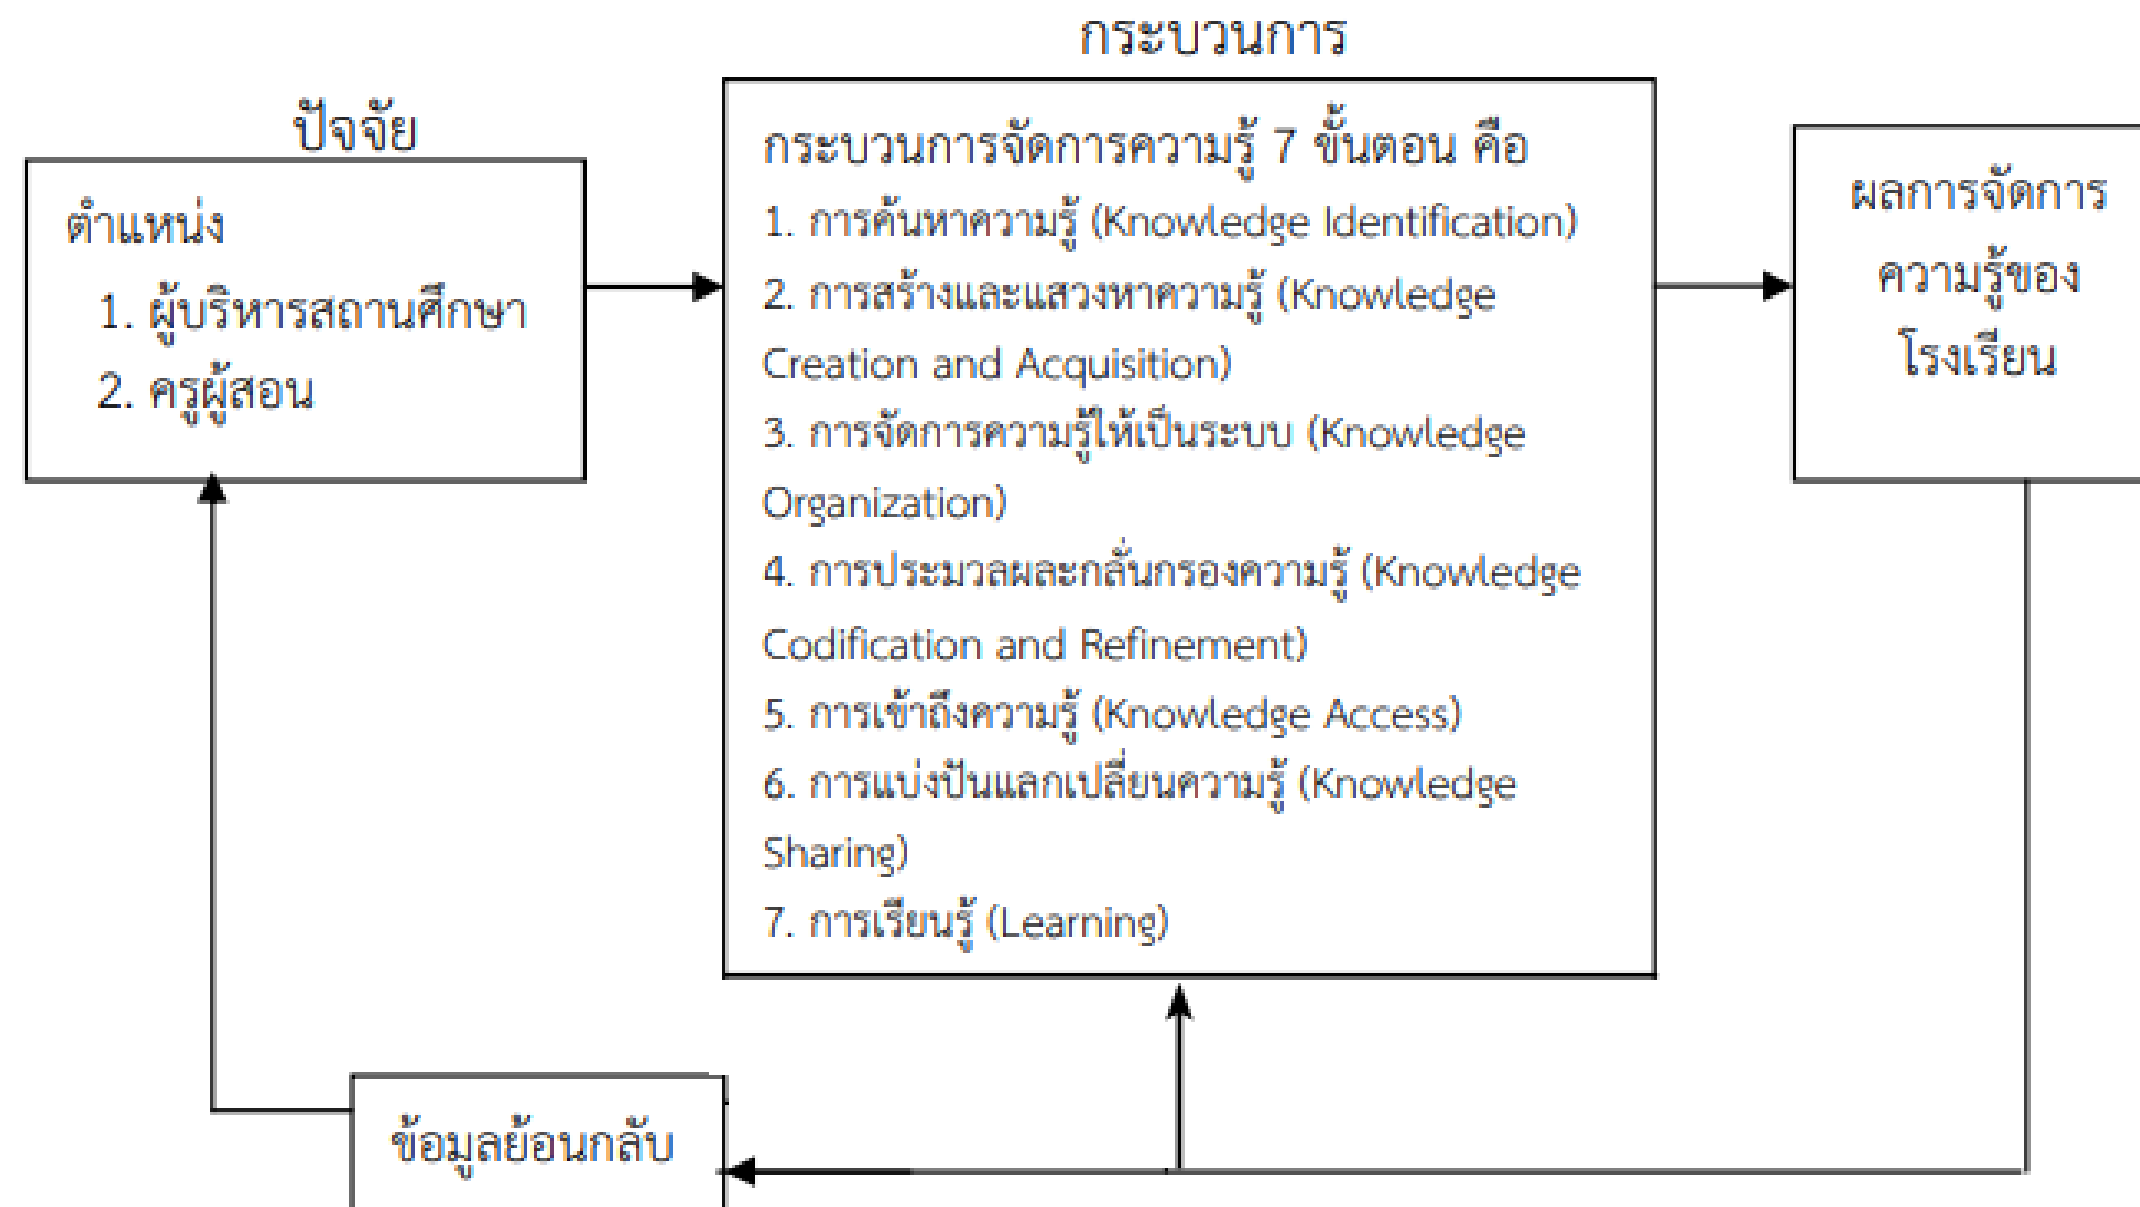 กระบวนการ
ปัจจัย
ตำแหน่ง
1. ผู้บริหารสถานศึกษา
2. ครูผู้สอน
กระบวนการจัดการความรู้ 7 ขั้นตอน คือ
1. การค้นหาความรู้ (Knowledge Identification)
2. การสร้างและแสวงหาความรู้ (Knowledge
Creation and Acquisition)
3. การจัดการความรู้ให้เป็นระบบ (Knowledge
Organization)
4. การประมวลผละกลั่นกรองความรู้ (Knowledge
Codification and Refinement)
5. การเข้าถึงความรู้ (Knowledge Access)
6. การแบ่งปันแลกเปลี่ยนความรู้ (Knowledge
Sharing)
7. การเรียนรู้ (Learning)
ผลการจัดการ
ความรู้ของ
โรงเรียน
ข้อมูลย้อนกลับ